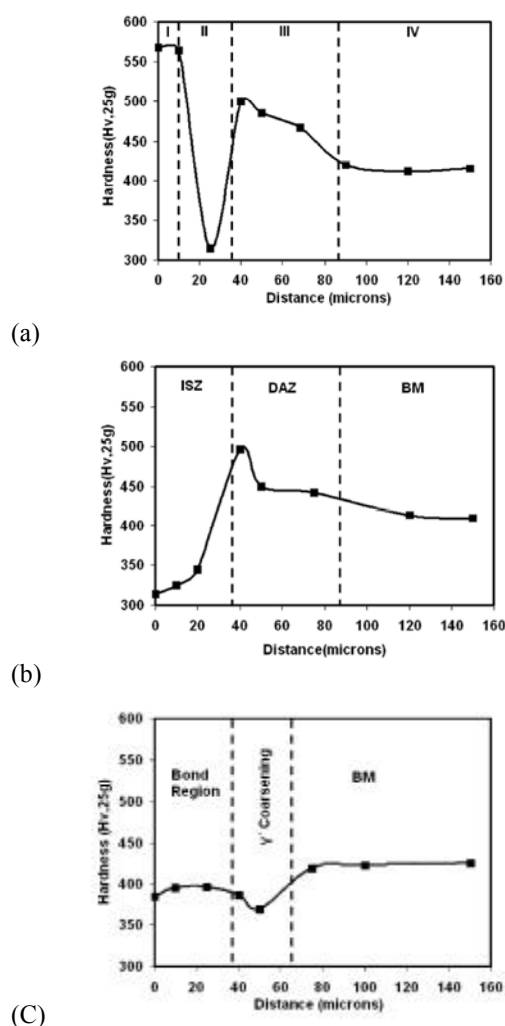 I II III IV
600
550
500
450
400
350
300
Hardness(Hv,25g)
0 20 40 60 80 100 120 140 160
Distance (microns)
(a)
ISZ DAZ BM
600
550
500
450
400
350
300
Hardness(Hv,25g)
0 20 40 60 80 100 120 140 160
Distance(microns)
(b)
Bond
Region
γ' Coarsening
BM
600
550
500
450
400
350
300
Hardness (Hv,25g)
0 20 40 60 80 100 120 140 160
Distance (microns)
(C)